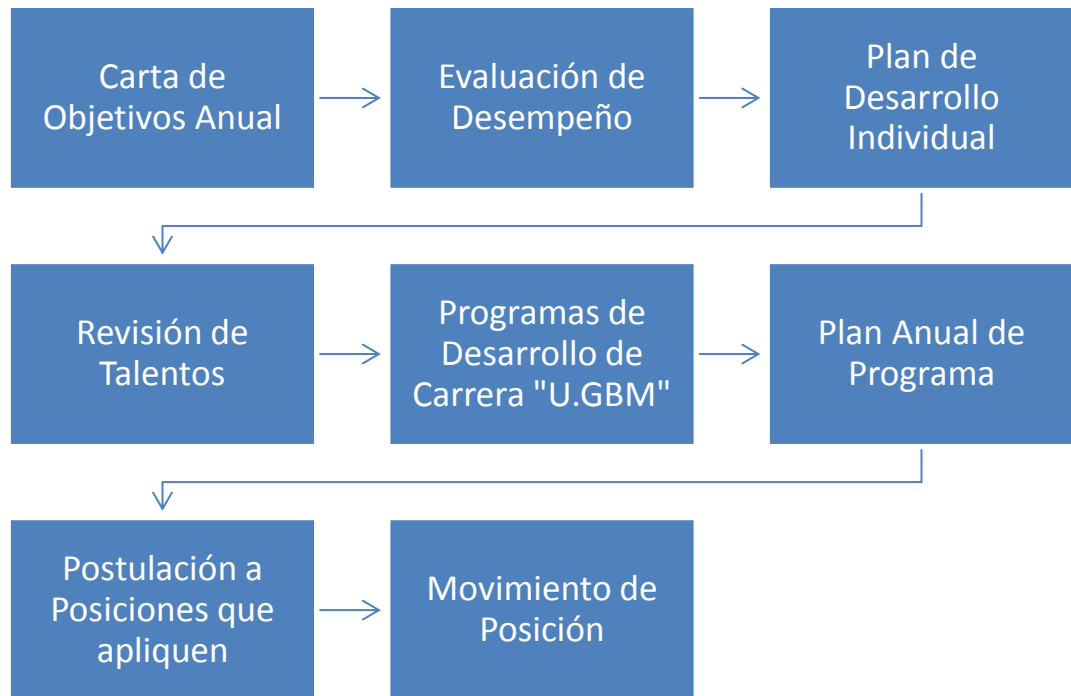 Carta de
Objetivos Anual
Evaluación de
Desempeño
Plan de
Desarrollo
Individual
Revisión de
Talentos
Programas de
Desarrollo de
Carrera "U.GBM"
Plan Anual de
Programa
Postulación a
Posiciones que
apliquen
Movimiento de
Posición